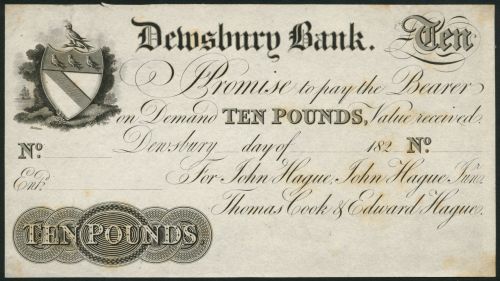 Dewsbury Bank. Ten
I Promise to pay the Bearer
on Demand TEN POUNDS, Value received.
Dewsbury day of 182
No No
For John Hague, John Hague Junr.
Entd.
Thomas Cook & Edward Hague.
TEN POUNDS